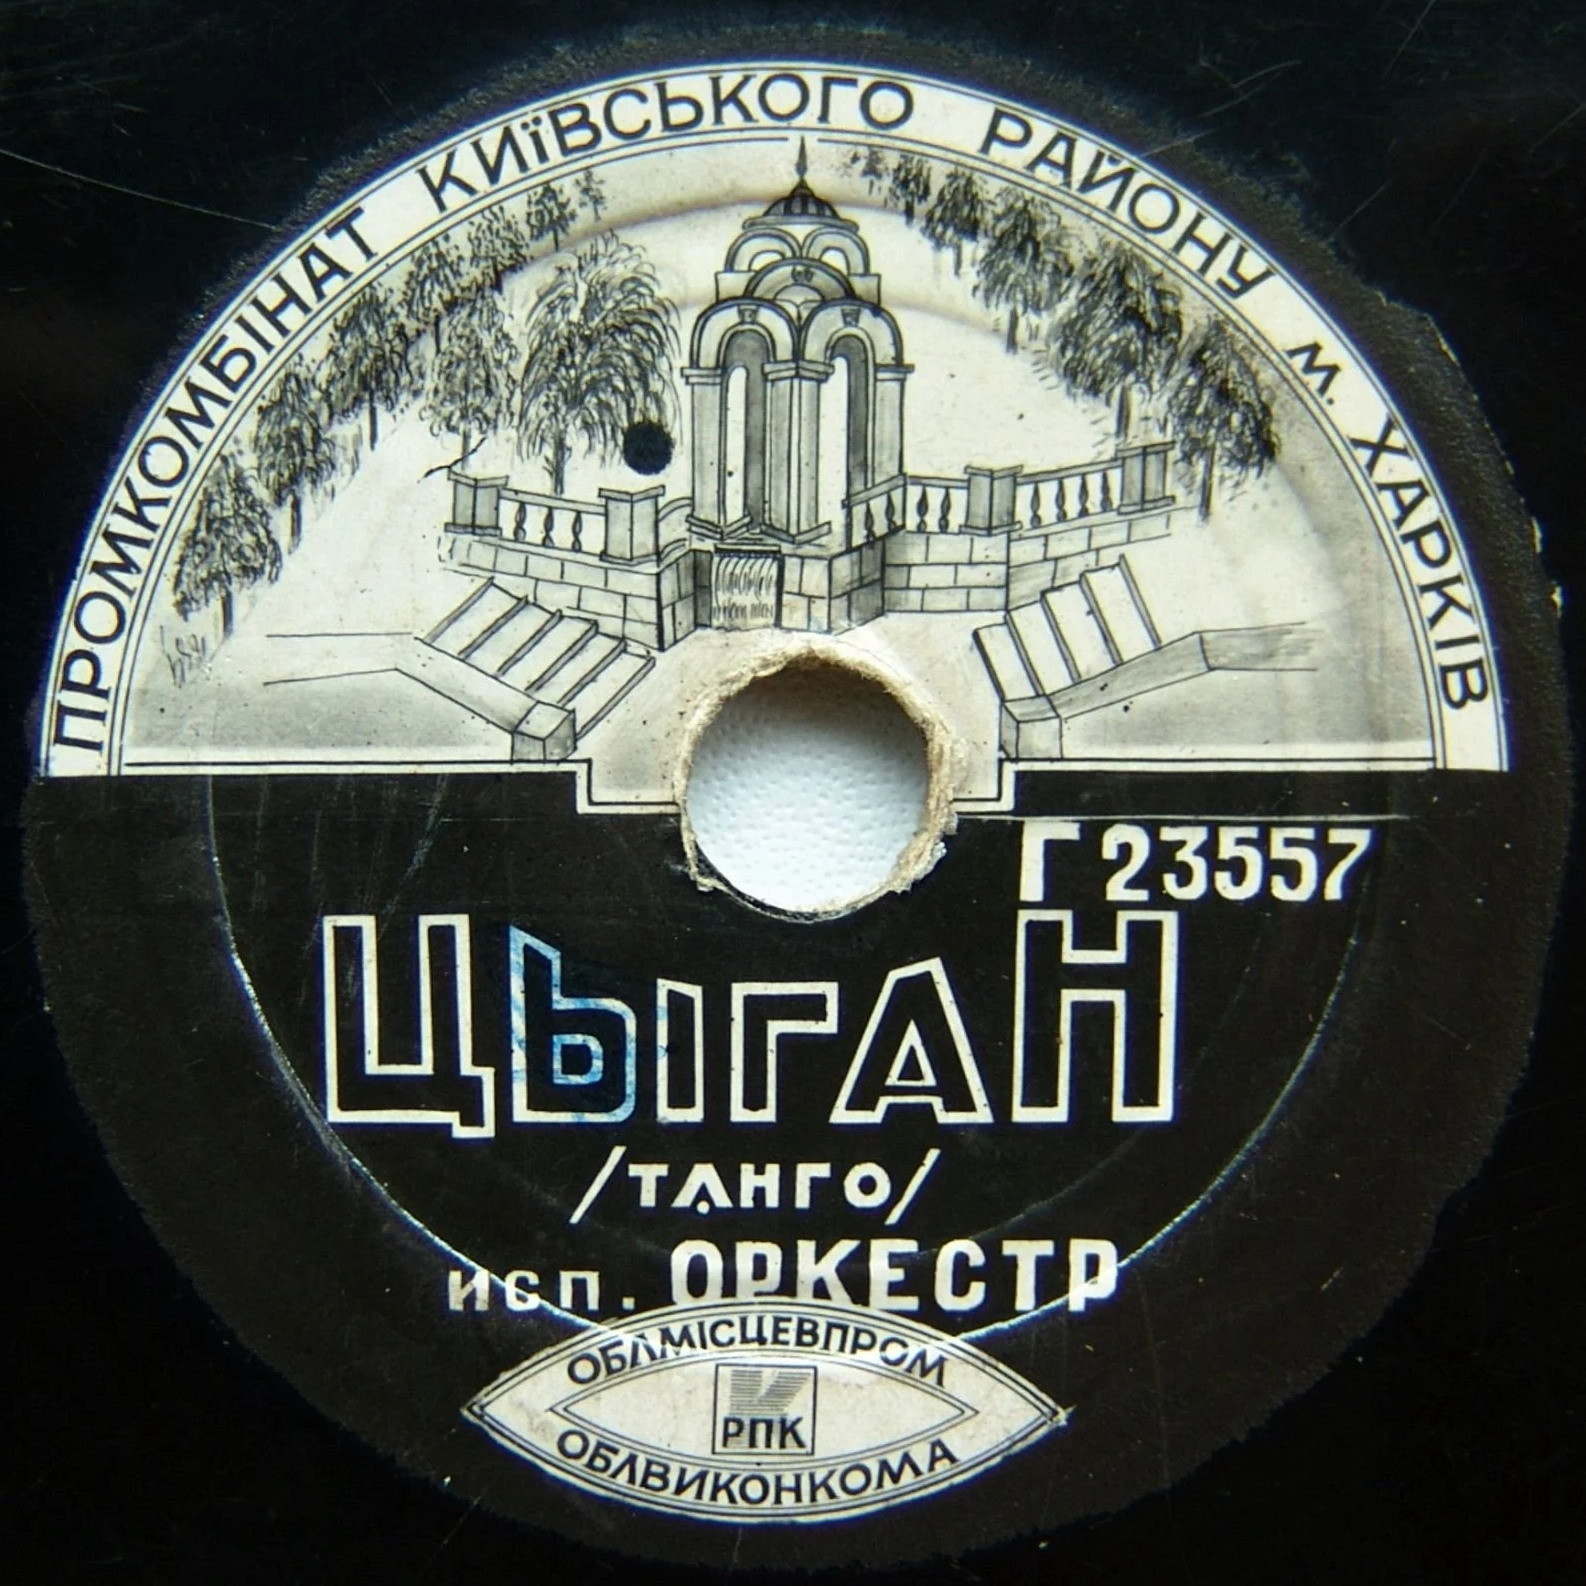 ПРОМКОМБІНАТ КИЇВСЬКОГО РАЙОНУ м. ХАРКІВ
Г 23557
ЦЫГАН
/ТАНГО/
исп. ОРКЕСТР
ОБЛМІСЦЕВПРОМ
РПК
ОБЛВИКОНКОМА